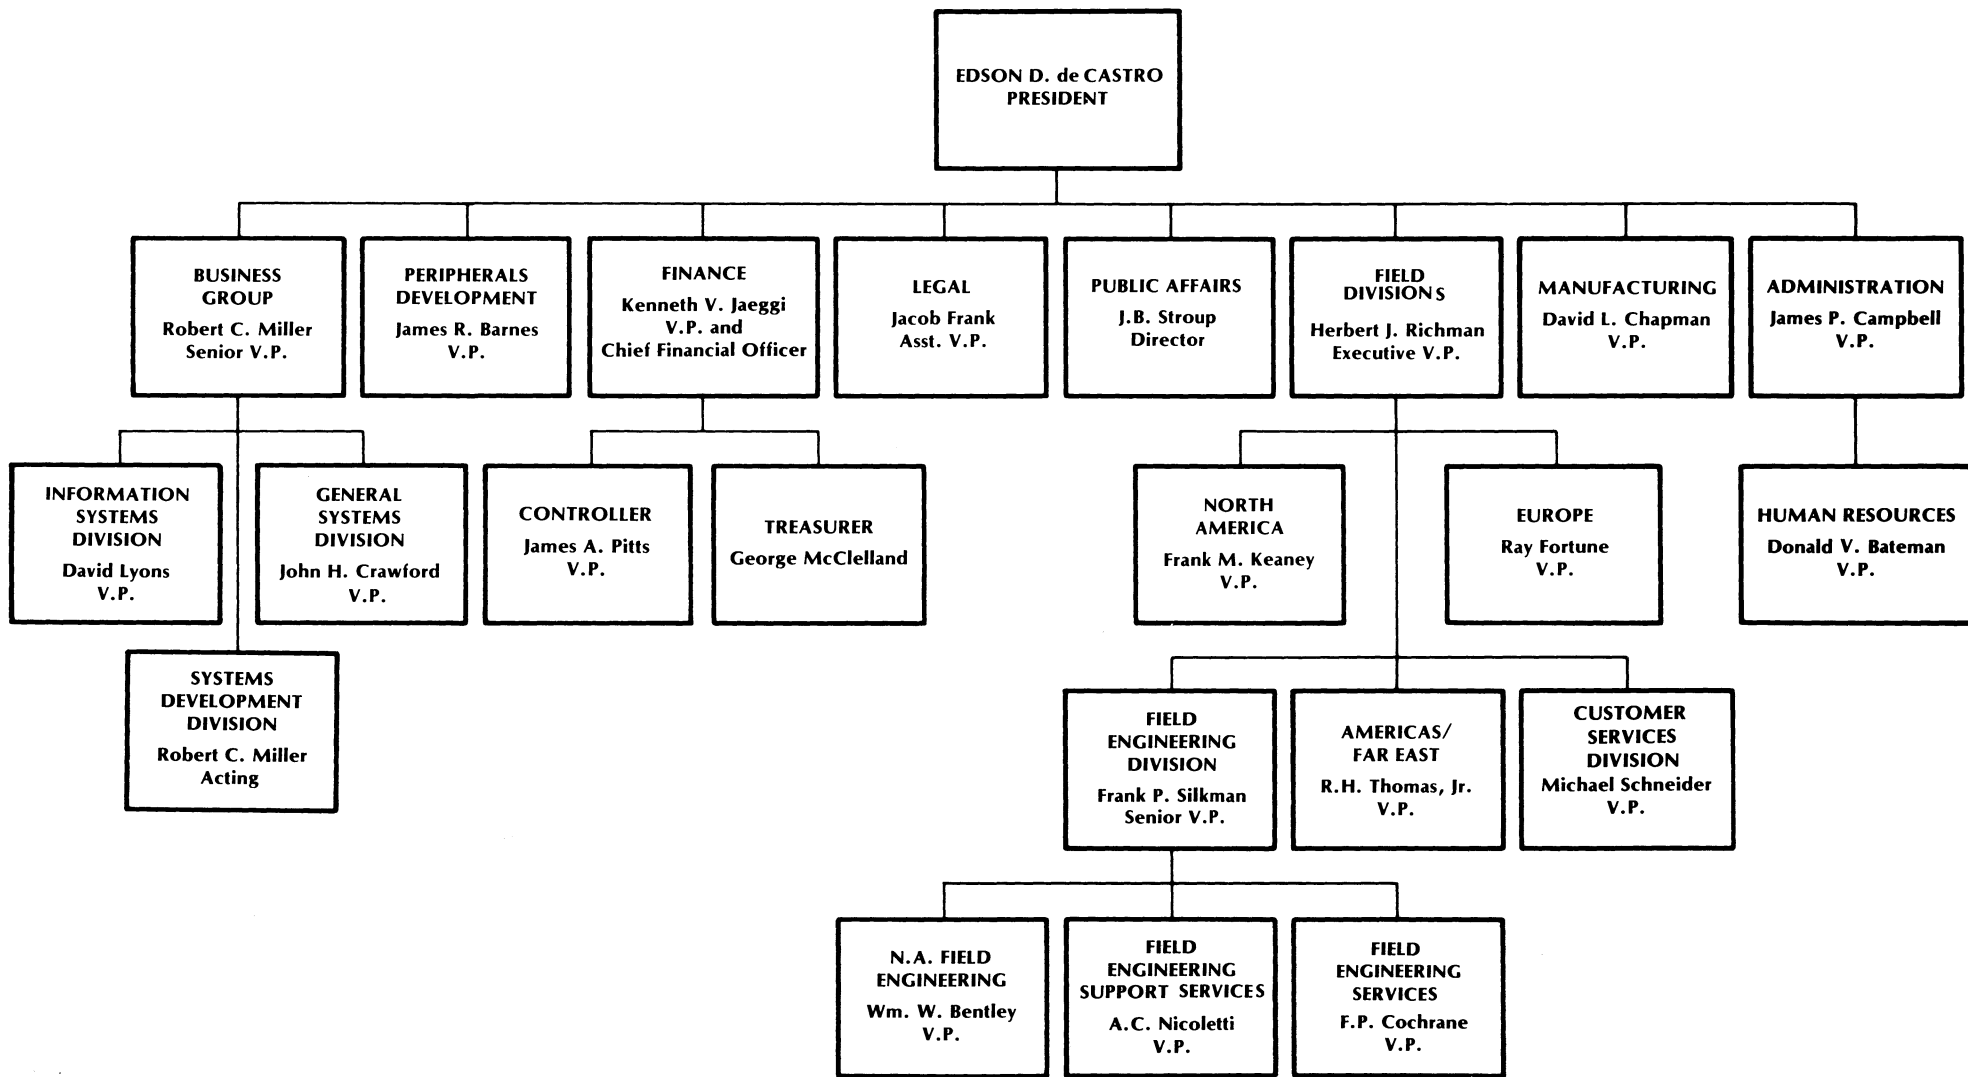 EDSON D. de CASTRO
PRESIDENT
BUSINESS
GROUP
Robert C. Miller
Senior V.P.
PERIPHERALS
DEVELOPMENT
James R. Barnes
V.P.
FINANCE
Kenneth V. Jaeggi
V.P. and
Chief Financial Officer
LEGAL
Jacob Frank
Asst. V.P.
PUBLIC AFFAIRS
J.B. Stroup
Director
FIELD
DIVISIONS
Herbert J. Richman
Executive V.P.
MANUFACTURING
David L. Chapman
V.P.
ADMINISTRATION
James P. Campbell
V.P.
INFORMATION
SYSTEMS
DIVISION
David Lyons
V.P.
GENERAL
SYSTEMS
DIVISION
John H. Crawford
V.P.
CONTROLLER
James A. Pitts
V.P.
TREASURER
George McClelland
NORTH
AMERICA
Frank M. Keaney
V.P.
EUROPE
Ray Fortune
V.P.
HUMAN RESOURCES
Donald V. Bateman
V.P.
SYSTEMS
DEVELOPMENT
DIVISION
Robert C. Miller
Acting
FIELD
ENGINEERING
DIVISION
Frank P. Silkman
Senior V.P.
AMERICAS/
FAR EAST
R.H. Thomas, Jr.
V.P.
CUSTOMER
SERVICES
DIVISION
Michael Schneider
V.P.
N.A. FIELD
ENGINEERING
Wm. W. Bentley
V.P.
FIELD
ENGINEERING
SUPPORT SERVICES
A.C. Nicoletti
V.P.
FIELD
ENGINEERING
SERVICES
F.P. Cochrane
V.P.